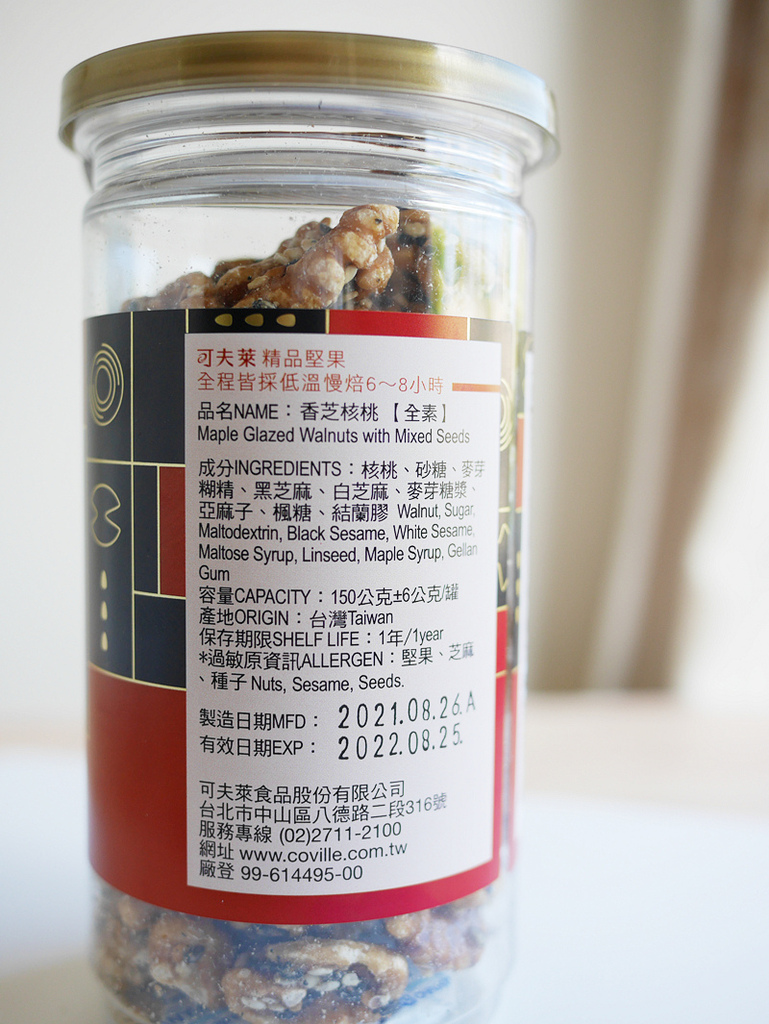 可夫萊精品堅果
全程皆採低溫慢焙6～8小時
品名NAME：香芝核桃【全素】
Maple Glazed Walnuts with Mixed Seeds
成分INGREDIENTS：核桃、砂糖、麥芽
糊精、黑芝麻、白芝麻、麥芽糖漿、
亞麻子、楓糖、結蘭膠 Walnut, Sugar,
Maltodextrin, Black Sesame, White Sesame,
Maltose Syrup, Linseed, Maple Syrup, Gellan
Gum
容量CAPACITY：150公克±6公克/罐
產地ORIGIN：台灣Taiwan
保存期限SHELF LIFE：1年/1year
*過敏原資訊ALLERGEN：堅果、芝麻
、種子 Nuts, Sesame, Seeds.
製造日期MFD： 2021.08.26.A
有效日期EXP： 2022.08.25.
可夫萊食品股份有限公司
台北市中山區八德路二段316號
服務專線 (02)2711-2100
網址 www.coville.com.tw
廠登 99-614495-00